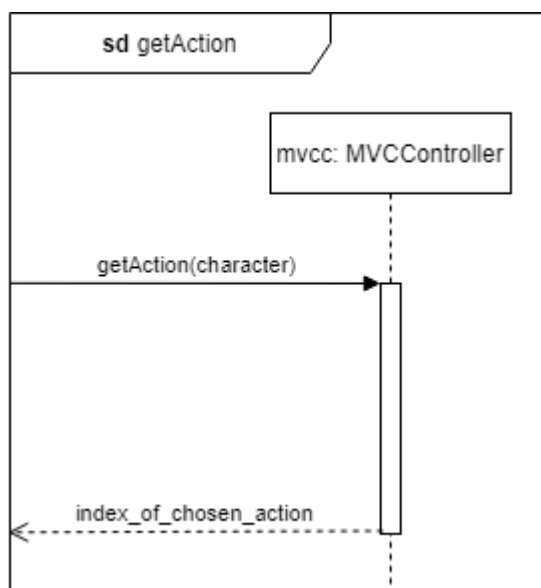 sd getAction
mvcc: MVCController
getAction(character)
index_of_chosen_action